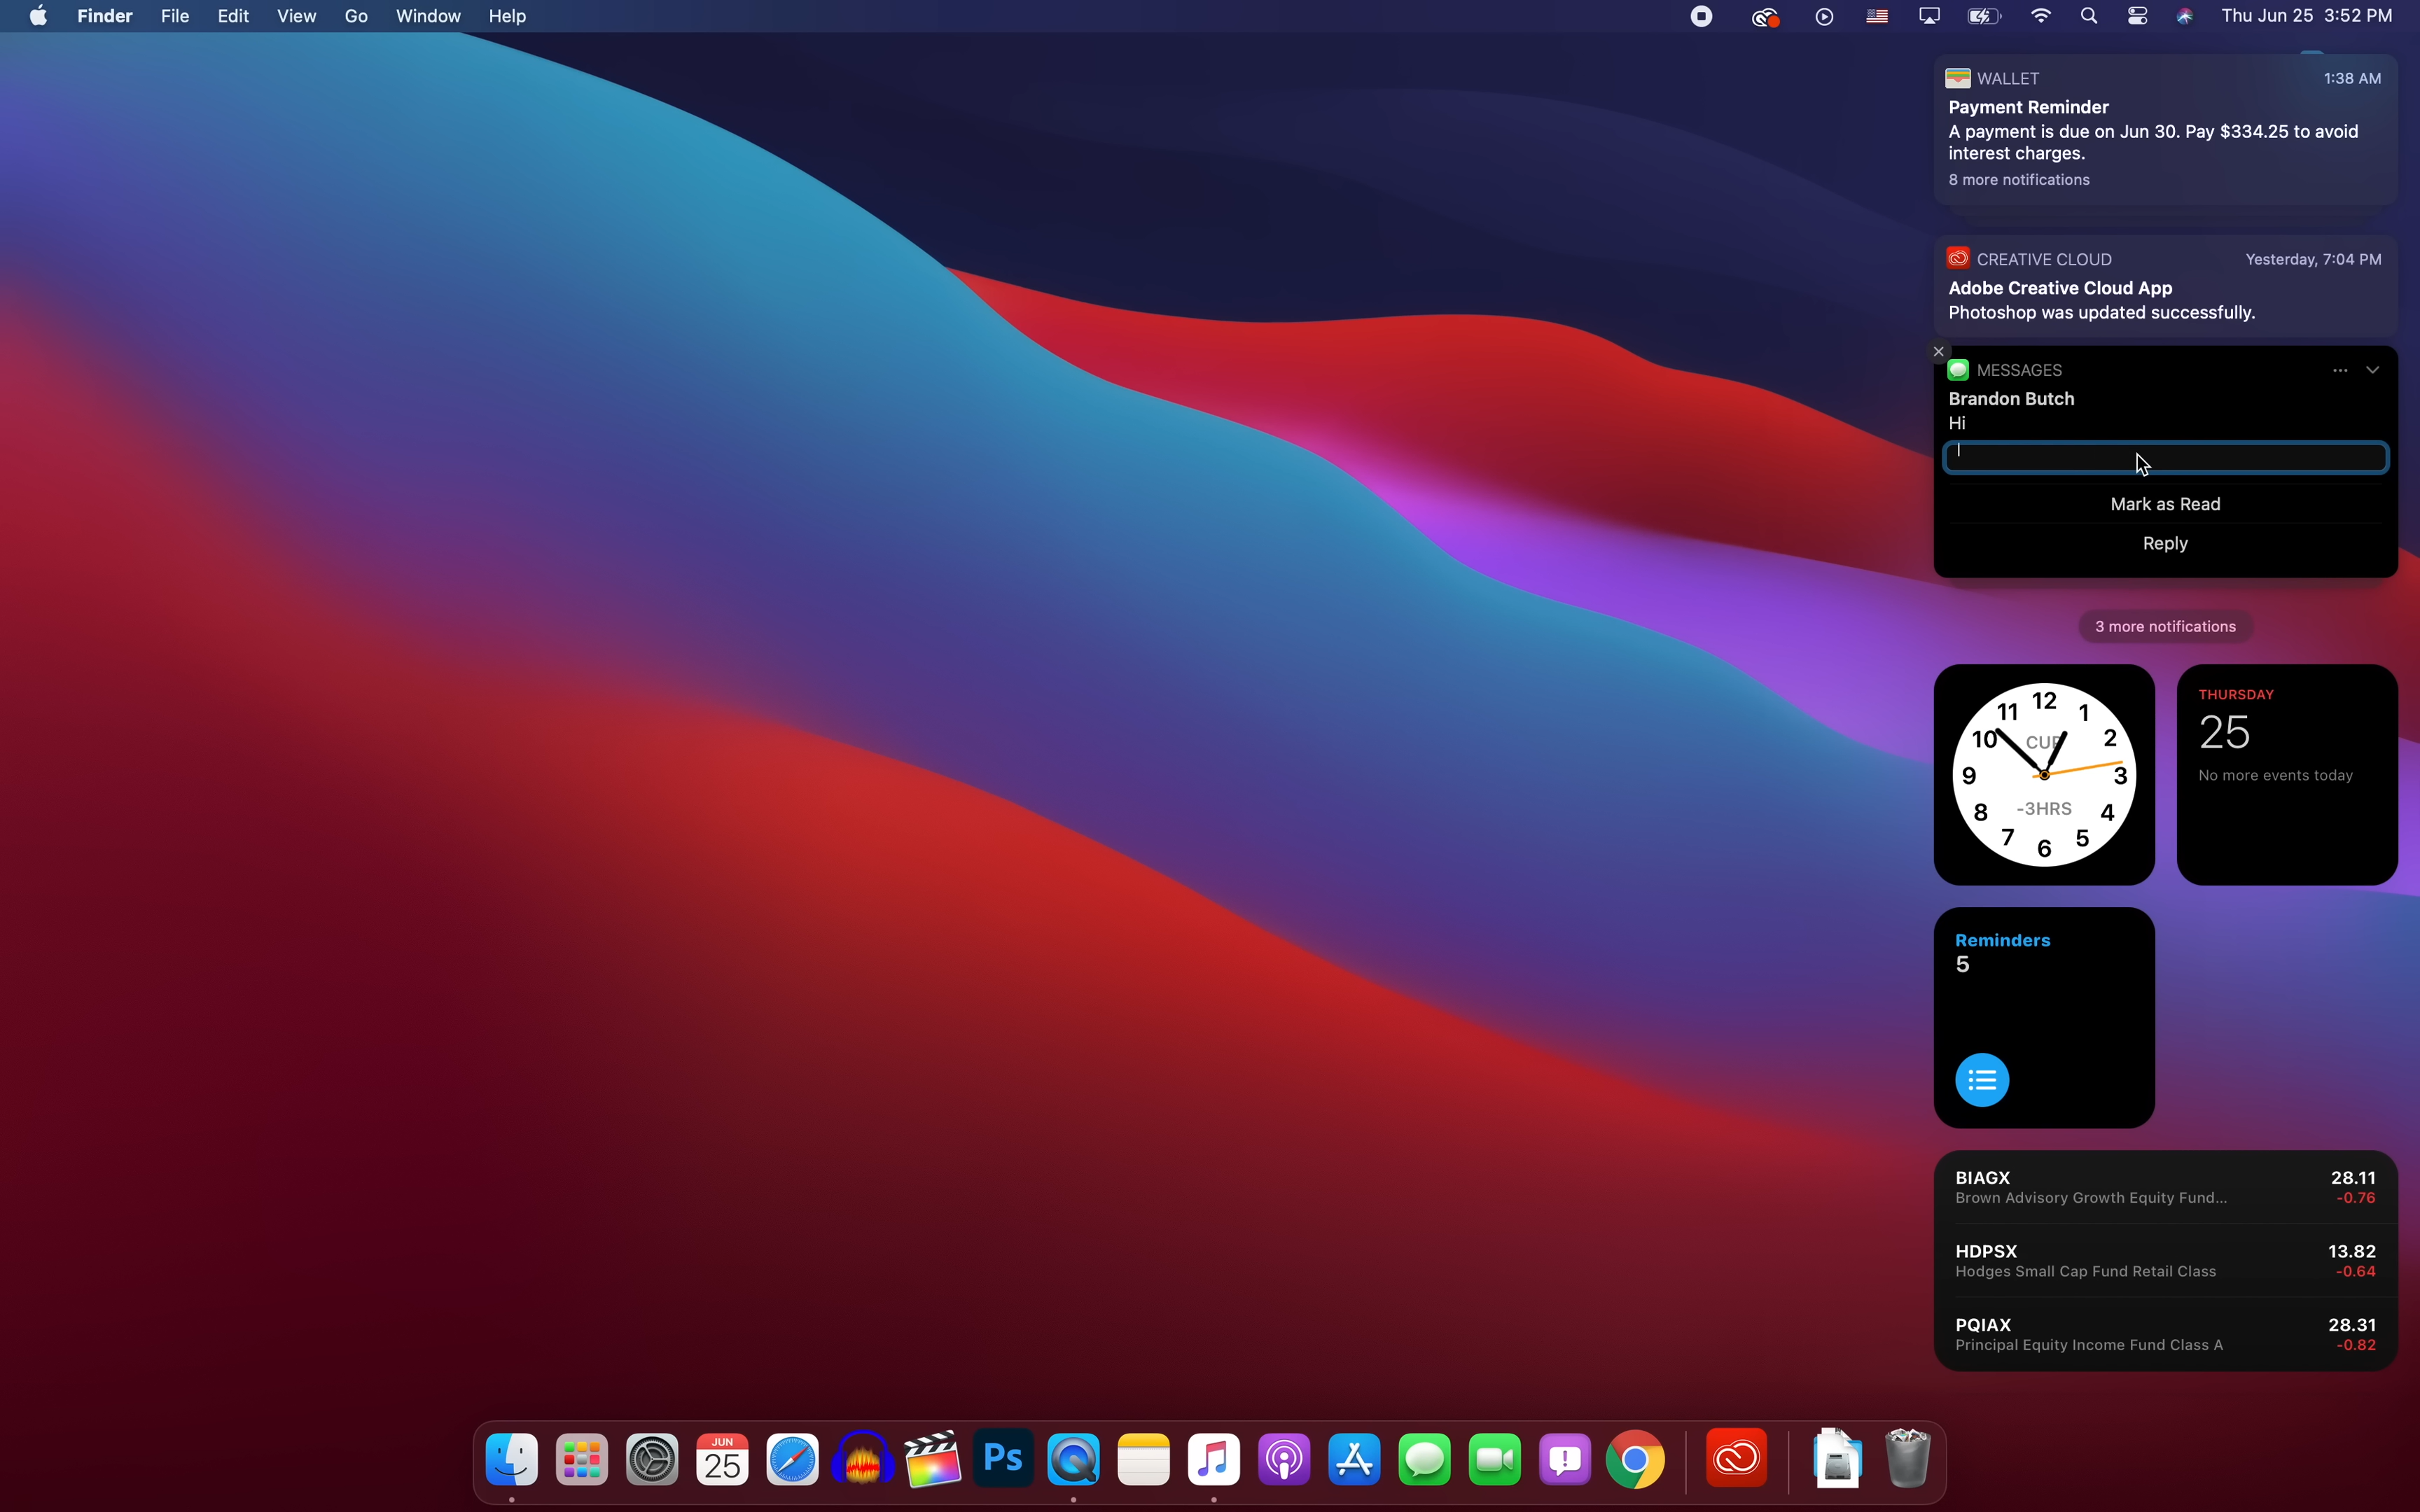 Finder File Edit View Go Window Help Thu Jun 25 3:52 PM
WALLET 1:38 AM
Payment Reminder
A payment is due on Jun 30. Pay $334.25 to avoid
interest charges.
8 more notifications
CREATIVE CLOUD Yesterday, 7:04 PM
Adobe Creative Cloud App
Photoshop was updated successfully.
MESSAGES
Brandon Butch
Hi
Mark as Read
Reply
3 more notifications
12
11 1
10 CUP 2
9 3
8 -3HRS 4
7 5
6
THURSDAY
25
No more events today
Reminders
5
BIAGX 28.11
Brown Advisory Growth Equity Fund... -0.76
HDPSX 13.82
Hodges Small Cap Fund Retail Class -0.64
PQIAX 28.31
Principal Equity Income Fund Class A -0.82
JUN
25
Ps